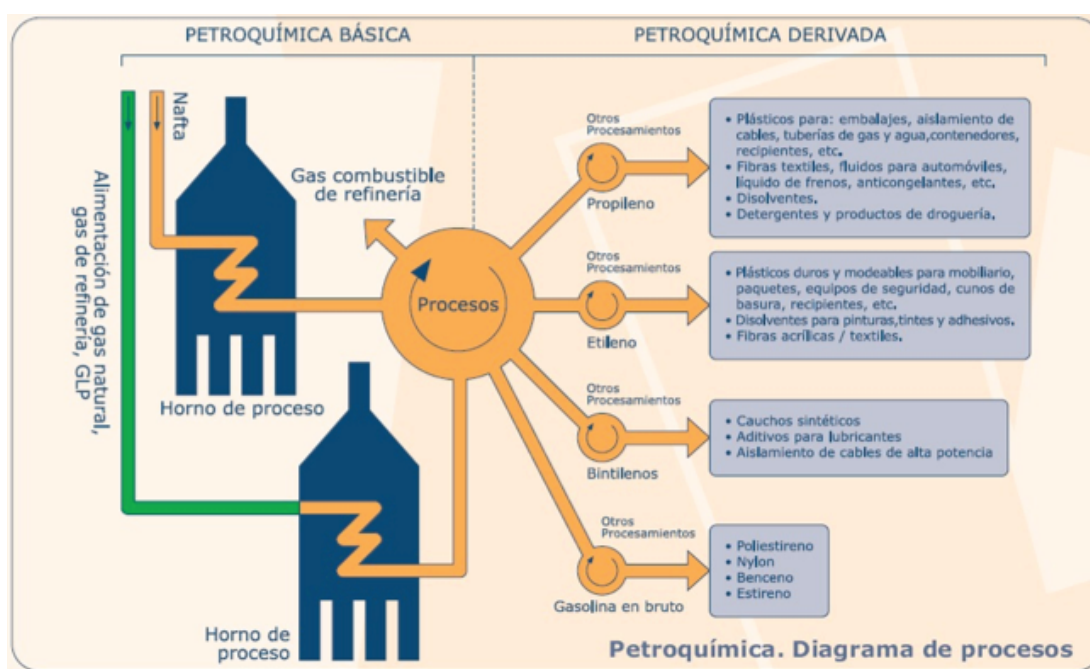 PETROQUÍMICA BÁSICA
PETROQUÍMICA DERIVADA
Nafta
Alimentación de gas natural,
gas de refinería, GLP
Horno de proceso
Horno de
proceso
Gas combustible
de refinería
Procesos
Otros
Procesamientos
Propileno
• Plásticos para: embalajes, aislamiento de
cables, tuberías de gas y agua,contenedores,
recipientes, etc.
• Fibras textiles, fluidos para automóviles,
líquido de frenos, anticongelantes, etc.
• Disolventes.
• Detergentes y productos de droguería.
Otros
Procesamientos
Etileno
• Plásticos duros y modeables para mobiliario,
paquetes, equipos de seguridad, cunos de
basura, recipientes, etc.
• Disolventes para pinturas,tintes y adhesivos.
• Fibras acrílicas / textiles.
Otros
Procesamientos
Bintilenos
• Cauchos sintéticos
• Aditivos para lubricantes
• Aislamiento de cables de alta potencia
Otros
Procesamientos
Gasolina en bruto
• Poliestireno
• Nylon
• Benceno
• Estireno
Petroquímica. Diagrama de procesos